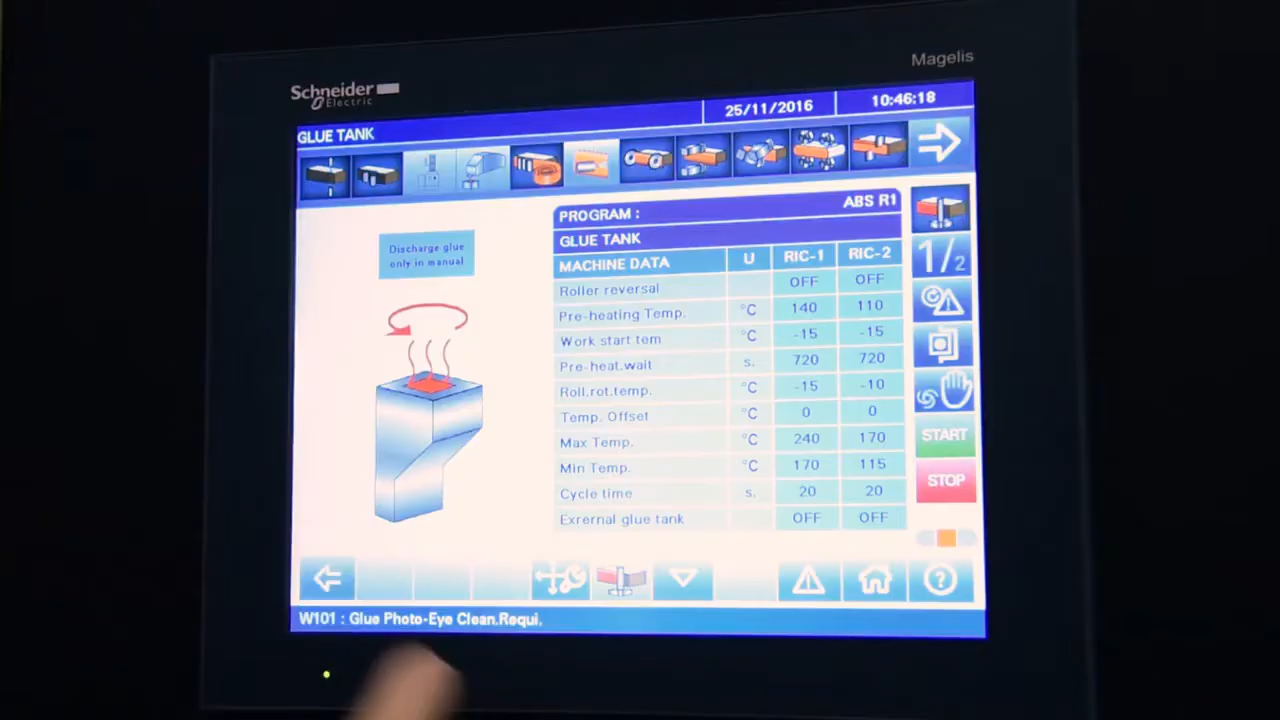 Schneider
Electric
Magelis
GLUE TANK
25/11/2016
10:46:18
Discharge glue
only in manual
PROGRAM : ABS R1
GLUE TANK
MACHINE DATA U RIC-1 RIC-2
Roller reversal OFF OFF
Pre-heating Temp. °C 140 110
Work start tem °C -15 -15
Pre-heat.wait s. 720 720
Roll.rot.temp. °C -15 -10
Temp. Offset °C 0 0
Max Temp. °C 240 170
Min Temp. °C 170 115
Cycle time s. 20 20
Exrernal glue tank OFF OFF
1/2
START
STOP
?
W101 : Glue Photo-Eye Clean.Requi.